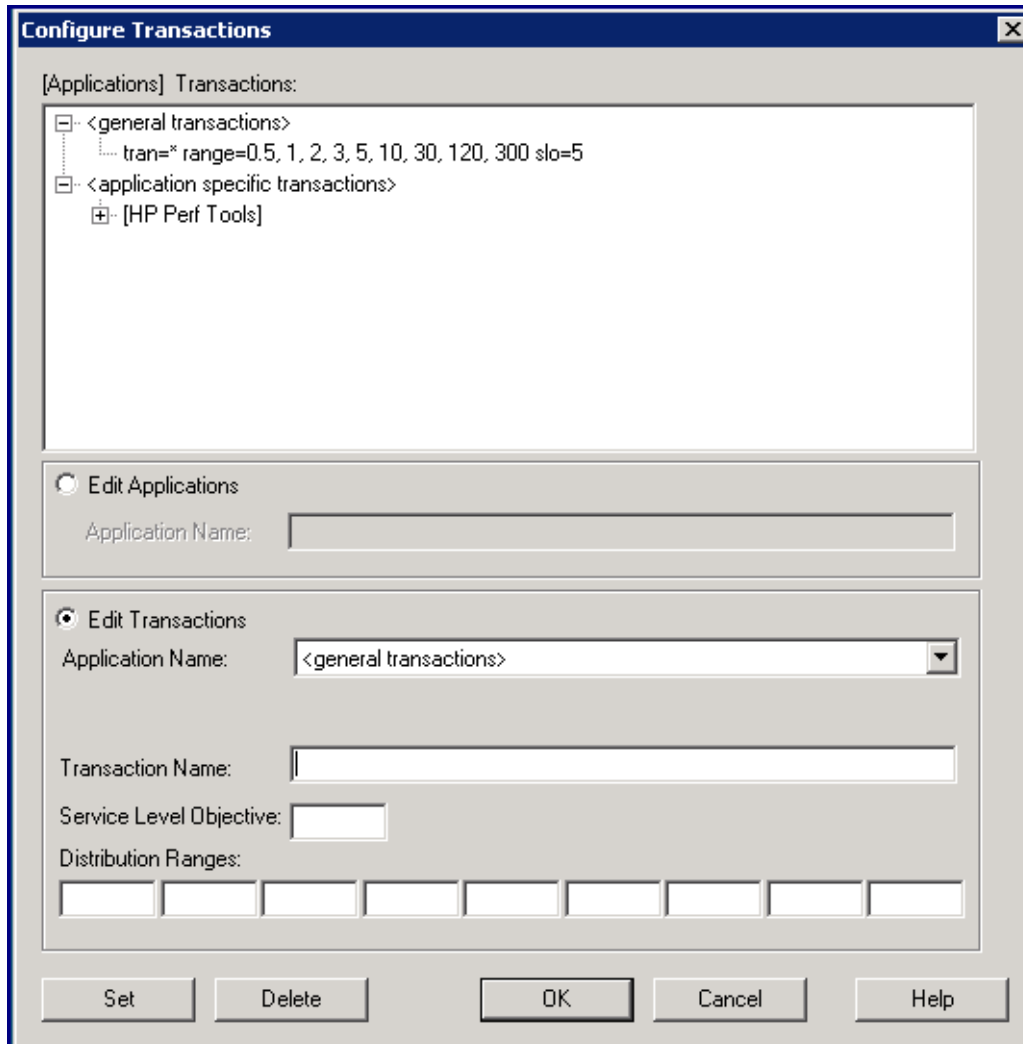 Configure Transactions
[Applications] Transactions:
<general transactions>
tran=* range=0.5, 1, 2, 3, 5, 10, 30, 120, 300 slo=5
<application specific transactions>
[HP Perf Tools]
Edit Applications
Application Name:
Edit Transactions
Application Name: <general transactions>
Transaction Name:
Service Level Objective:
Distribution Ranges:
Set Delete OK Cancel Help